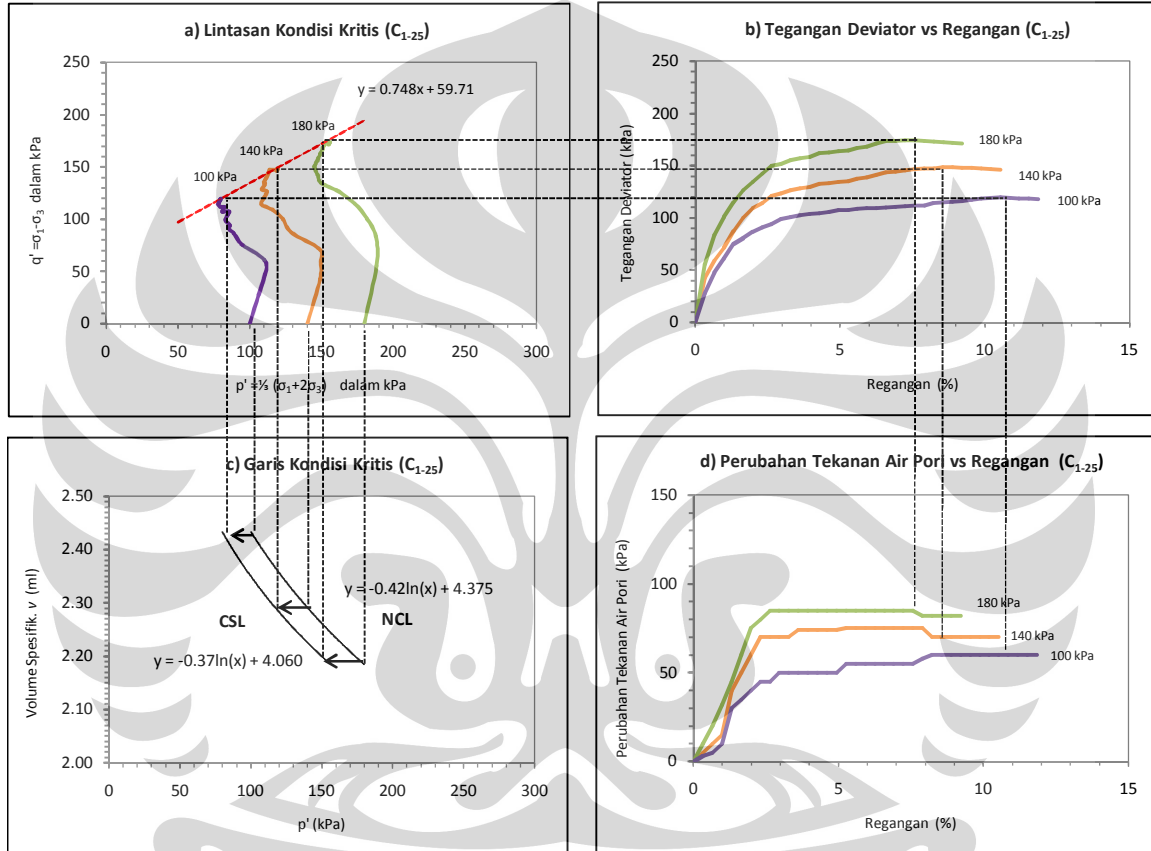 a) Lintasan Kondisi Kritis (C1-25)
250
200
150
100
50
0
0 50 100 150 200 250 300
q' =σ1-σ3 dalam kPa
p' =⅓ (σ1+2σ3) dalam kPa
y = 0.748x + 59.71
180 kPa
140 kPa
100 kPa
b) Tegangan Deviator vs Regangan (C1-25)
250
200
150
100
50
0
0 5 10 15
Tegangan Deviator (kPa)
Regangan (%)
180 kPa
140 kPa
100 kPa
c) Garis Kondisi Kritis (C1-25)
2.50
2.40
2.30
2.20
2.10
2.00
0 50 100 150 200 250 300
Volume Spesifik. v (ml)
p' (kPa)
y = -0.42ln(x) + 4.375
CSL NCL
y = -0.37ln(x) + 4.060
d) Perubahan Tekanan Air Pori vs Regangan (C1-25)
150
100
50
0
0 5 10 15
Perubahan Tekanan Air Pori (kPa)
Regangan (%)
180 kPa
140 kPa
100 kPa